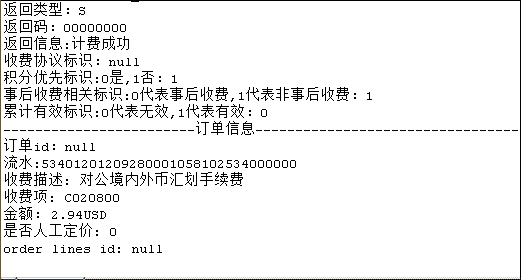 返回类型: S
返回码: 00000000
返回信息:计费成功
收费协议标识: null
积分优先标识:0是,1否: 1
事后收费相关标识:0代表事后收费,1代表非事后收费: 1
累计有效标识:0代表无效,1代表有效: 0
------------------------订单信息---------------------------------
订单id: null
流水:5340120120928000105810253400000​0
收费描述: 对公境内外币汇划手续费
收费项: C020800
金额: 2.94USD
是否人工定价: 0
order lines id: null